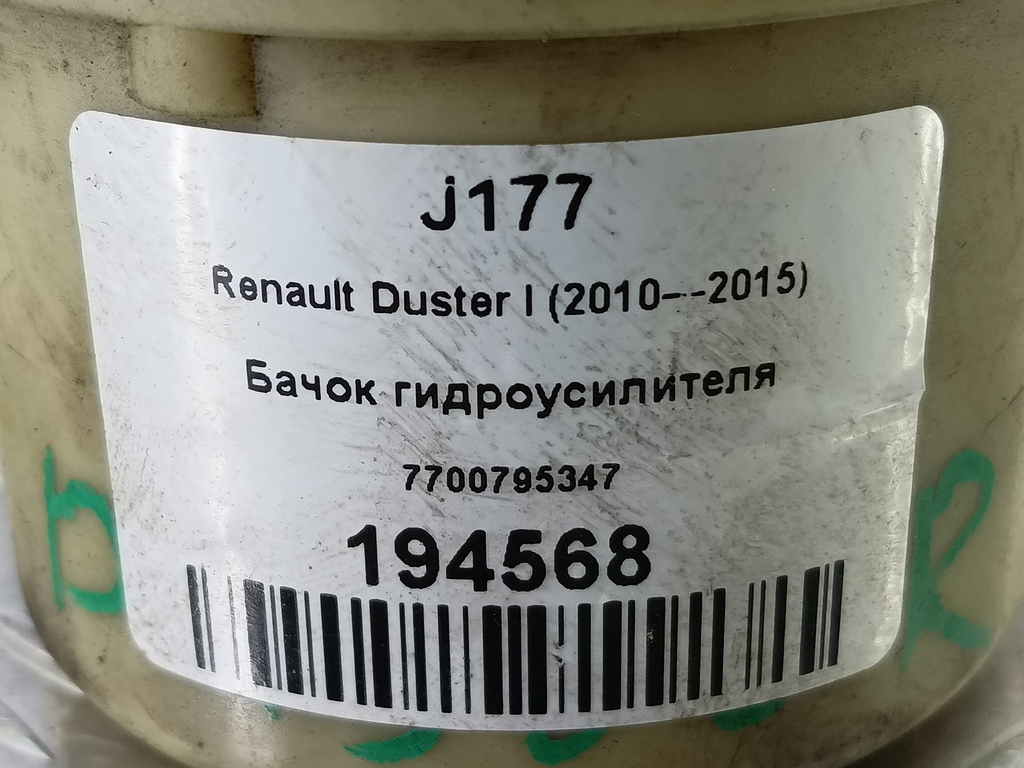 J177
Renault Duster I (2010---2015)
Бачок гидроусилителя
7700795347
194568